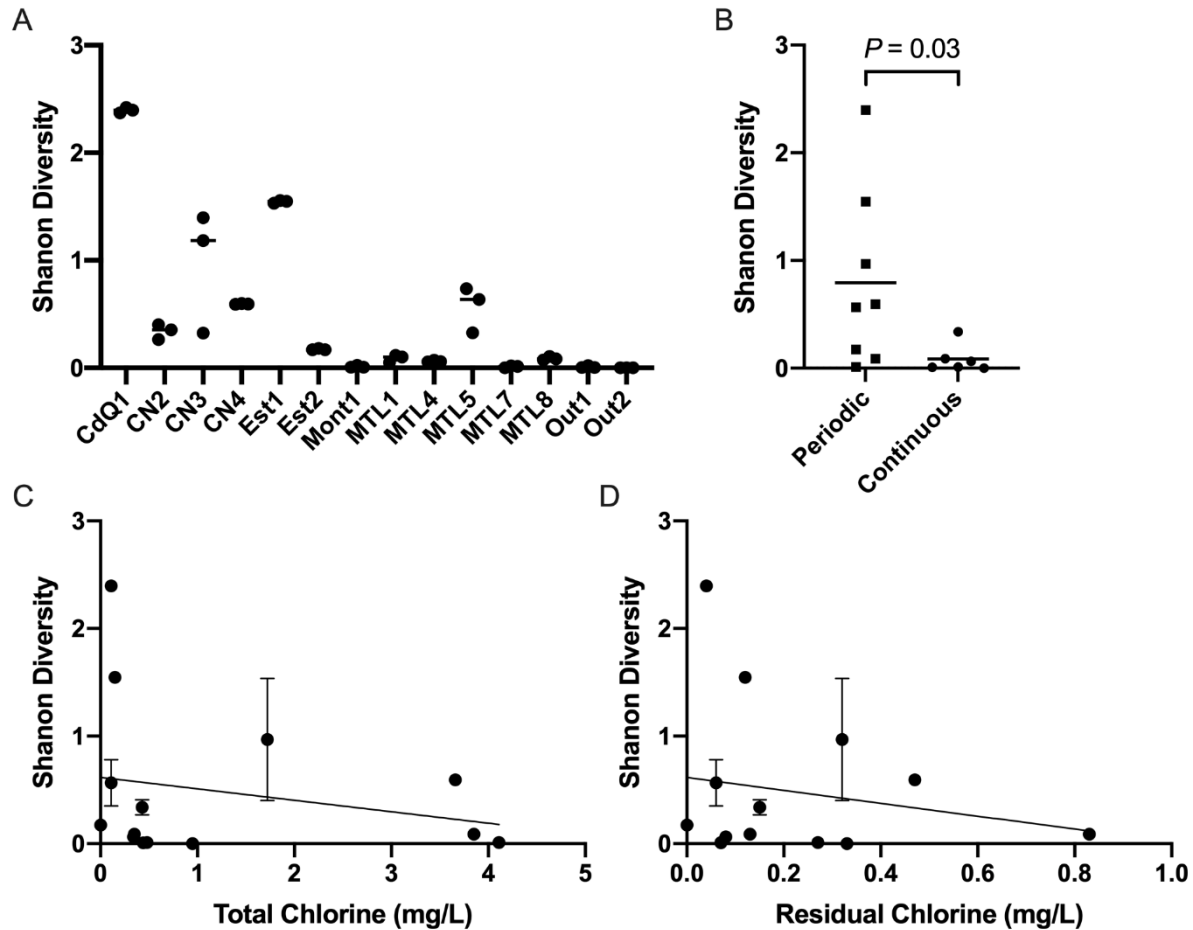 A
3
2
1
0
Shannon Diversity
CdQ1
CN2
CN3
CN4
Est1
Est2
Mont1
MTL1
MTL4
MTL5
MTL7
MTL8
Out1
Out2
B
P = 0.03
3
2
1
0
Shanon Diversity
Periodic
Continuous
C
3
2
1
0
Shanon Diversity
0 1 2 3 4 5
Total Chlorine (mg/L)
D
3
2
1
0
Shanon Diversity
0.0 0.2 0.4 0.6 0.8 1.0
Residual Chlorine (mg/L)